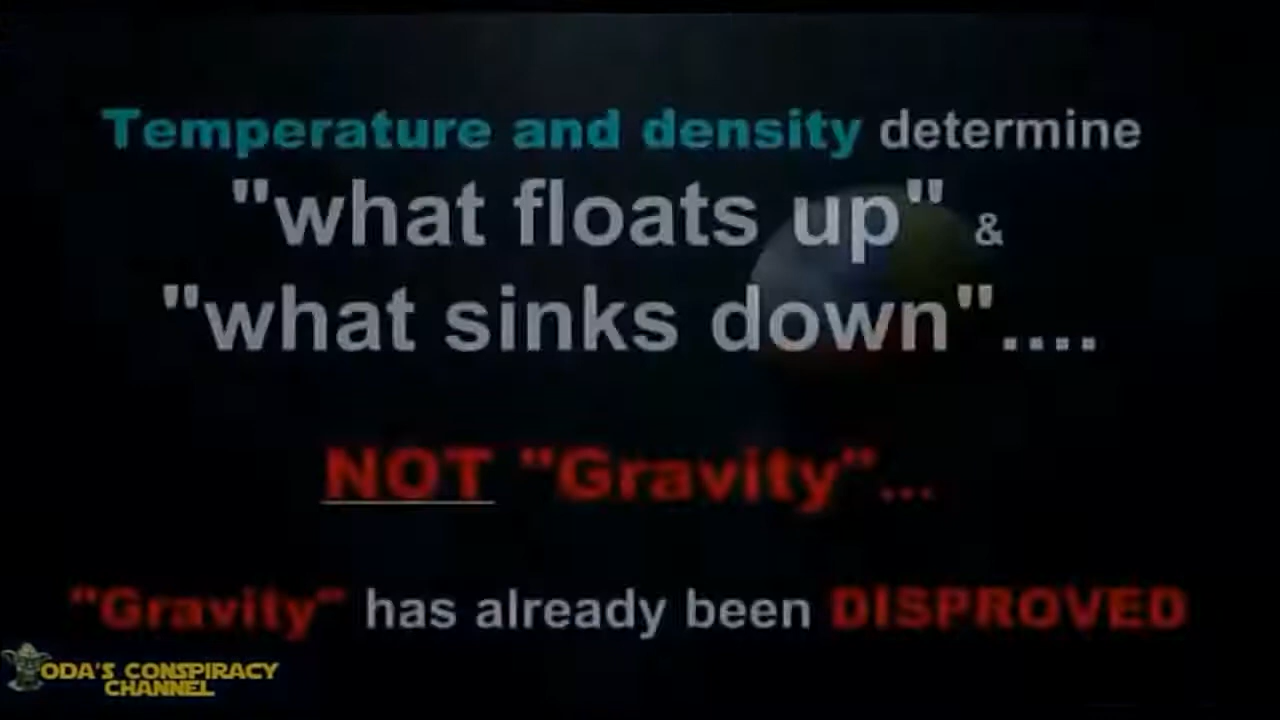 Temperature and density determine
"what floats up" &
"what sinks down"....
NOT "Gravity"...
"Gravity" has already been DISPROVED
ODA'S CONSPIRACY
CHANNEL